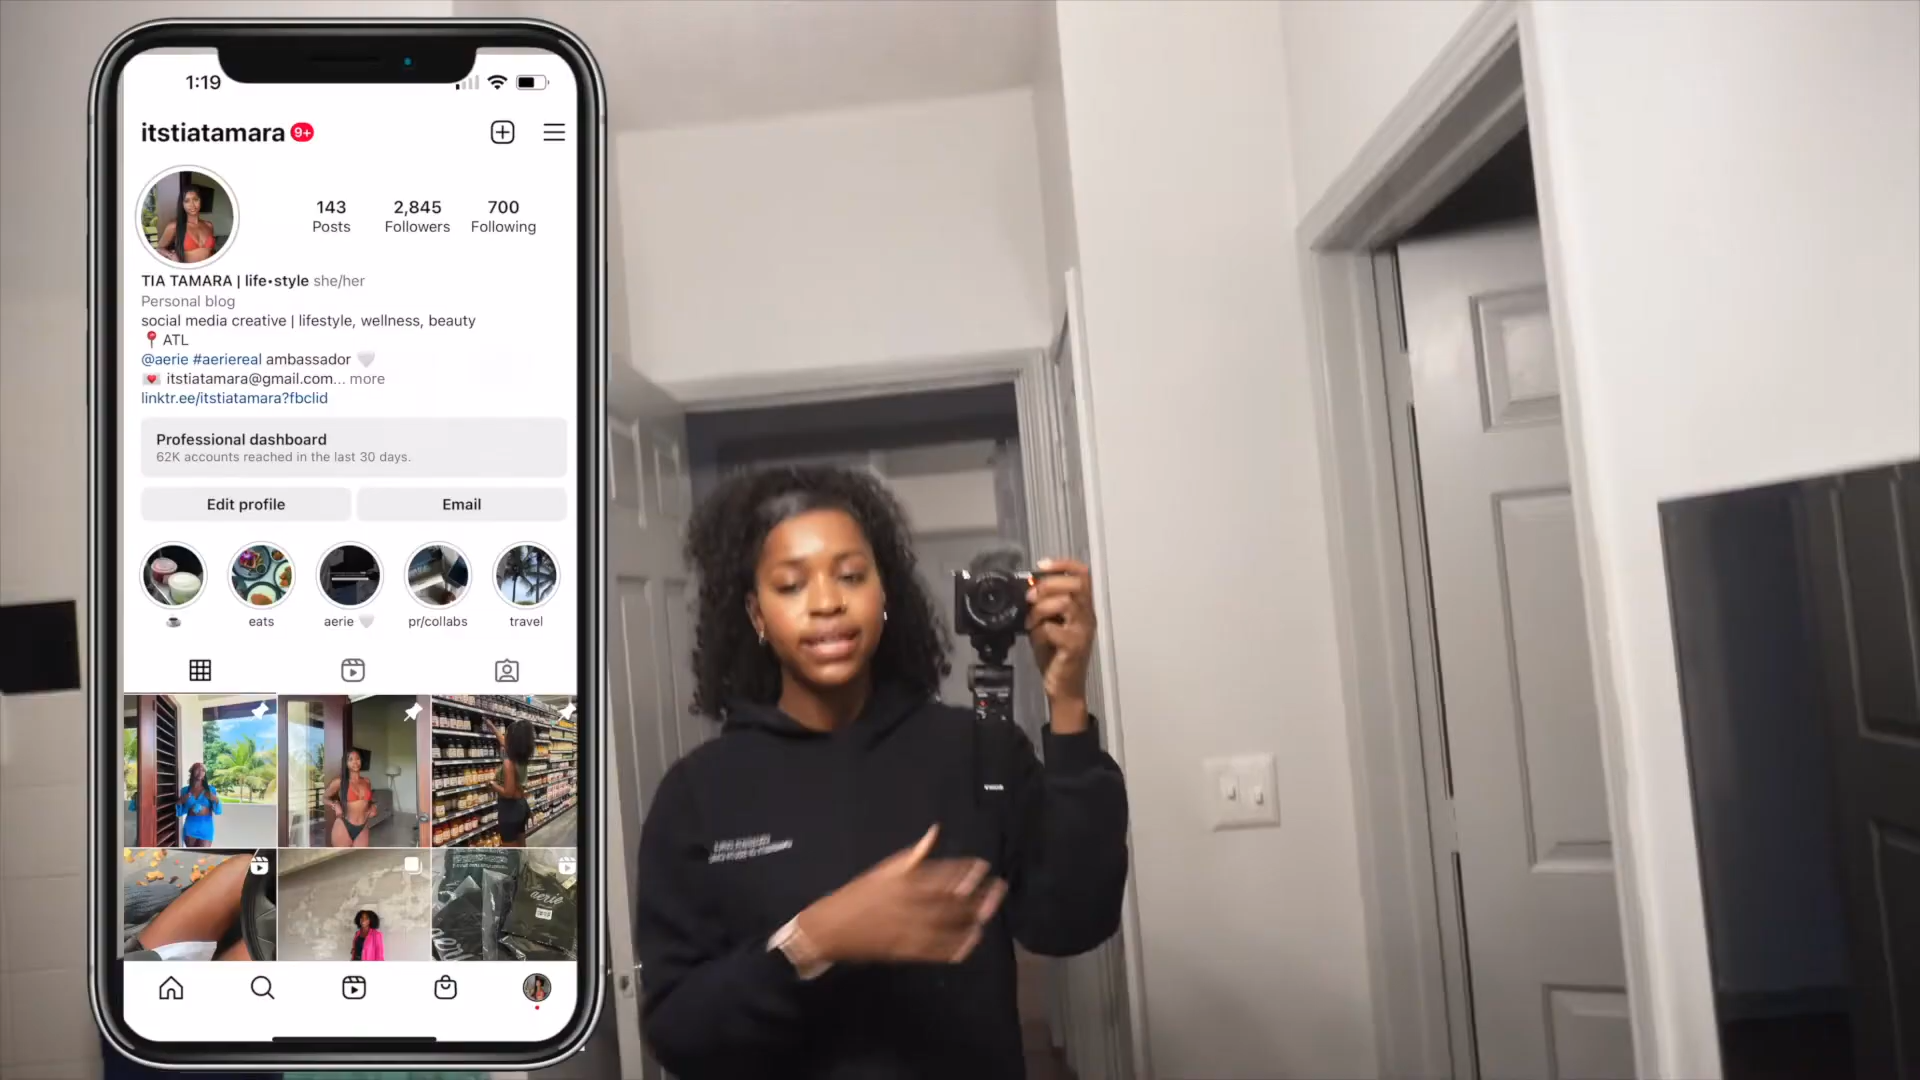 1:19
itstiatamara 9+
143 2,845 700
Posts Followers Following
TIA TAMARA | life•style she/her
Personal blog
social media creative | lifestyle, wellness, beauty
📍 ATL
@aerie #aeriereal ambassador 🤍
💌 itstiatamara@gmail.com... more
linktr.ee/itstiatamara?fbclid
Professional dashboard
62K accounts reached in the last 30 days.
Edit profile Email
☕ eats aerie 🤍 pr/collabs travel
aerie